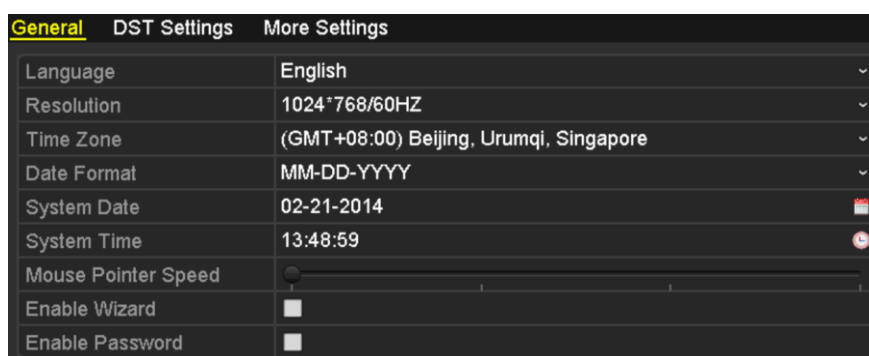 General DST Settings More Settings
Language English
Resolution 1024*768/60HZ
Time Zone (GMT+08:00) Beijing, Urumqi, Singapore
Date Format MM-DD-YYYY
System Date 02-21-2014
System Time 13:48:59
Mouse Pointer Speed
Enable Wizard
Enable Password